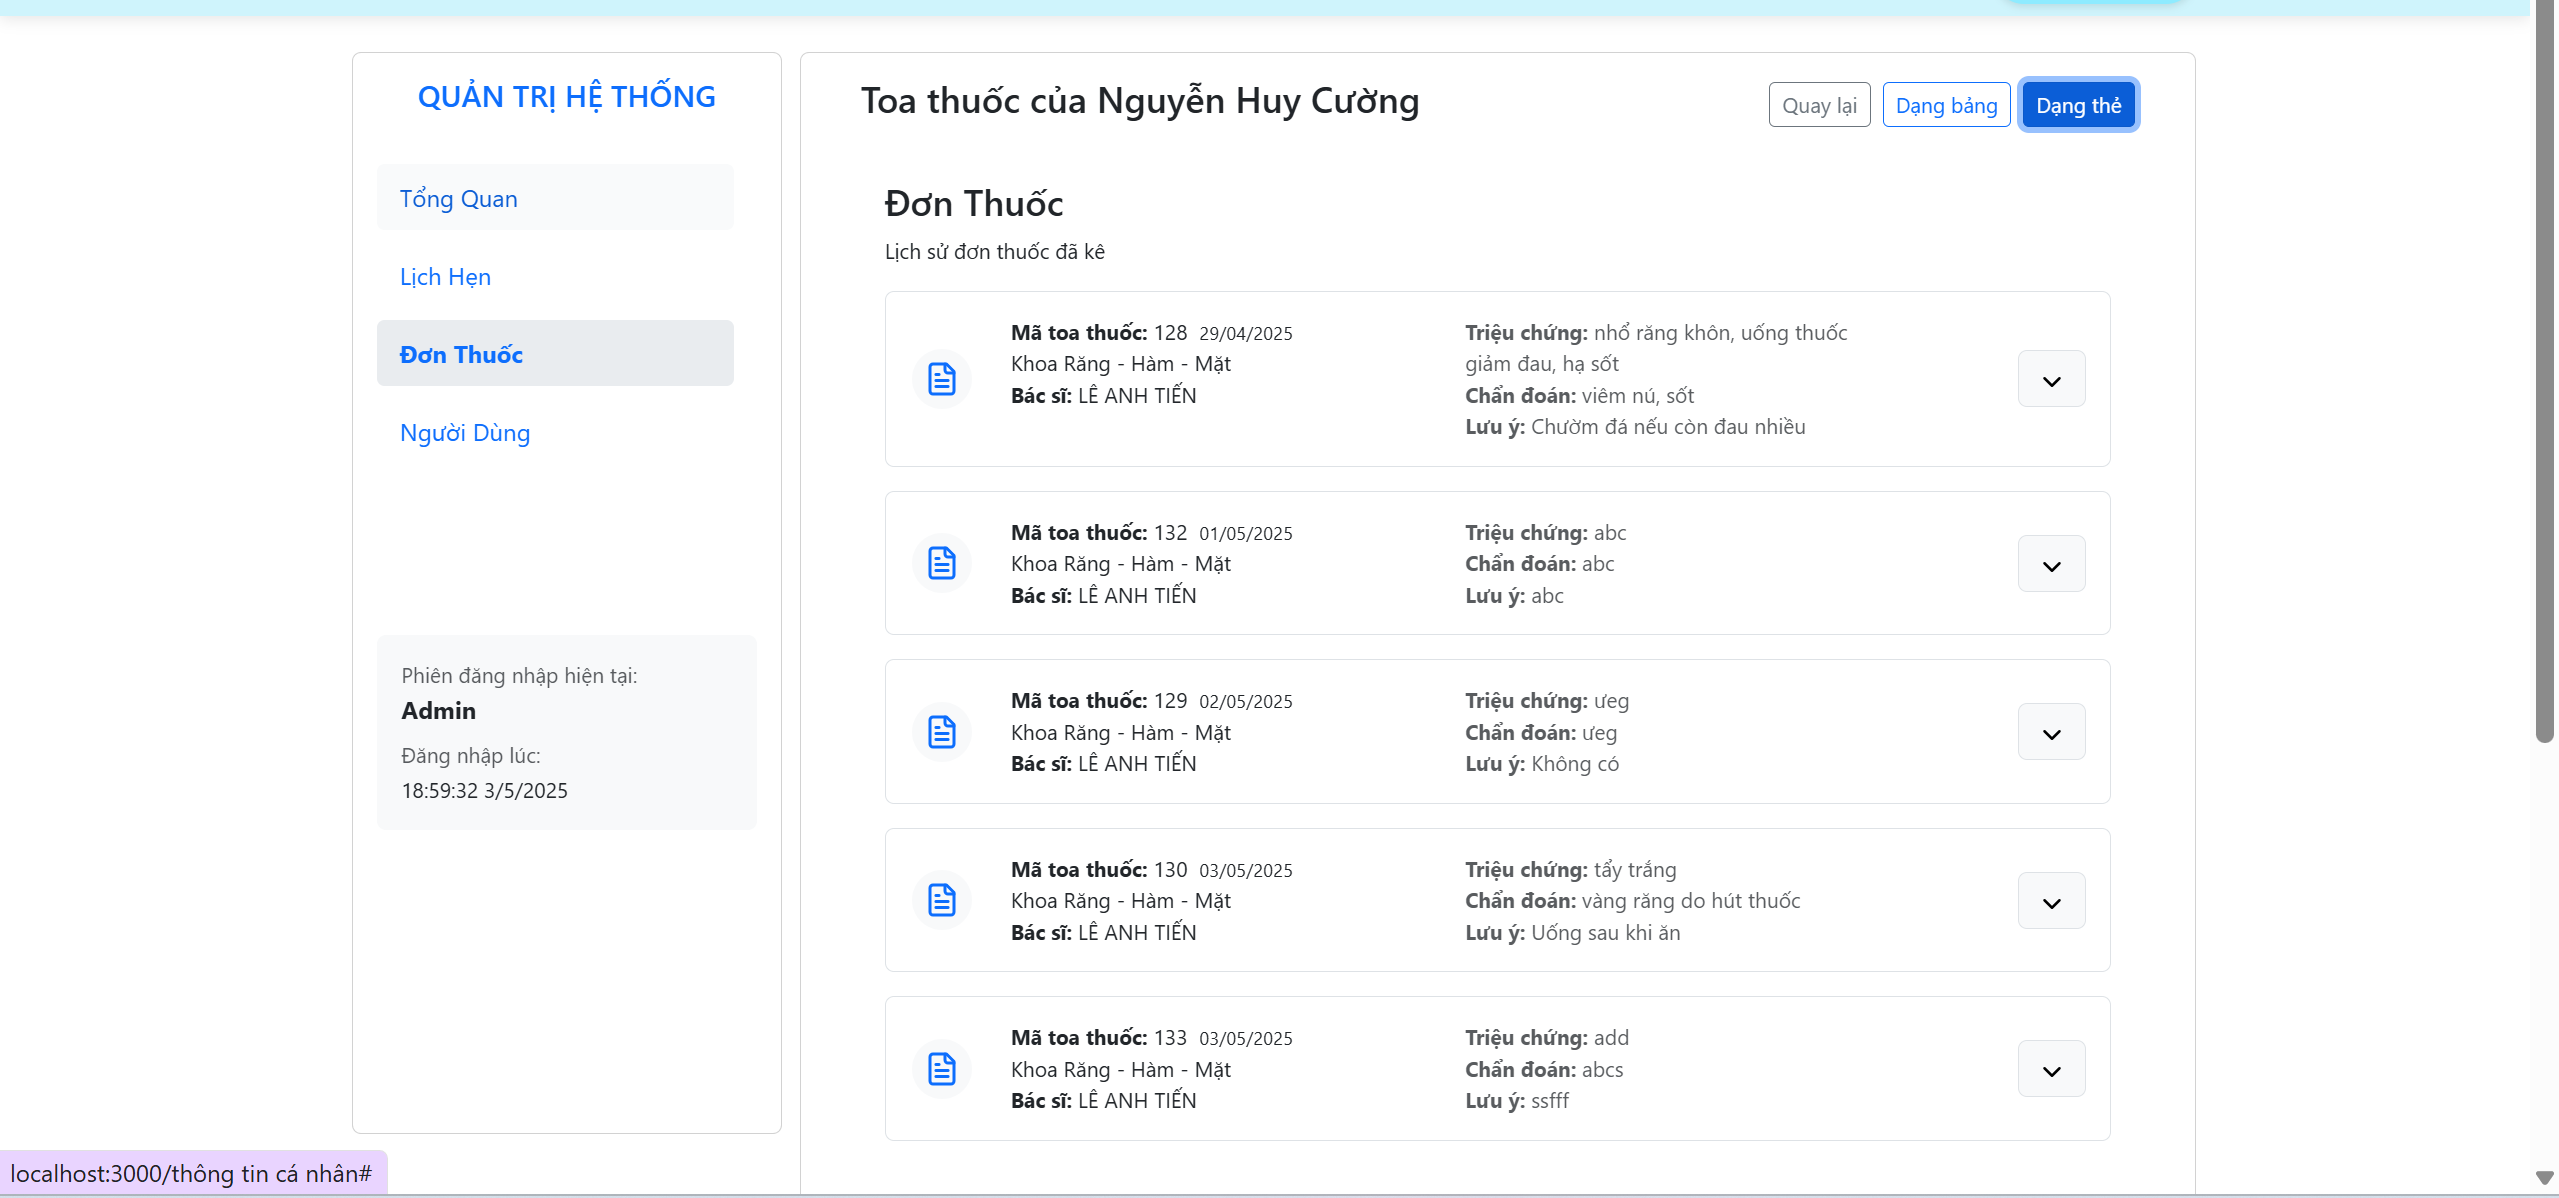 QUẢN TRỊ HỆ THỐNG
Tổng Quan
Lịch Hẹn
Đơn Thuốc
Người Dùng
Phiên đăng nhập hiện tại:
Admin
Đăng nhập lúc:
18:59:32 3/5/2025
Toa thuốc của Nguyễn Huy Cường
Quay lại
Dạng bảng
Dạng thẻ
Đơn Thuốc
Lịch sử đơn thuốc đã kê
Mã toa thuốc: 128 29/04/2025
Khoa Răng - Hàm - Mặt
Bác sĩ: LÊ ANH TIẾN
Triệu chứng: nhổ răng khôn, uống thuốc
giảm đau, hạ sốt
Chẩn đoán: viêm nú, sốt
Lưu ý: Chườm đá nếu còn đau nhiều
Mã toa thuốc: 132 01/05/2025
Khoa Răng - Hàm - Mặt
Bác sĩ: LÊ ANH TIẾN
Triệu chứng: abc
Chẩn đoán: abc
Lưu ý: abc
Mã toa thuốc: 129 02/05/2025
Khoa Răng - Hàm - Mặt
Bác sĩ: LÊ ANH TIẾN
Triệu chứng: ưeg
Chẩn đoán: ưeg
Lưu ý: Không có
Mã toa thuốc: 130 03/05/2025
Khoa Răng - Hàm - Mặt
Bác sĩ: LÊ ANH TIẾN
Triệu chứng: tẩy trắng
Chẩn đoán: vàng răng do hút thuốc
Lưu ý: Uống sau khi ăn
Mã toa thuốc: 133 03/05/2025
Khoa Răng - Hàm - Mặt
Bác sĩ: LÊ ANH TIẾN
Triệu chứng: add
Chẩn đoán: abcs
Lưu ý: ssfff
localhost:3000/thông tin cá nhân#